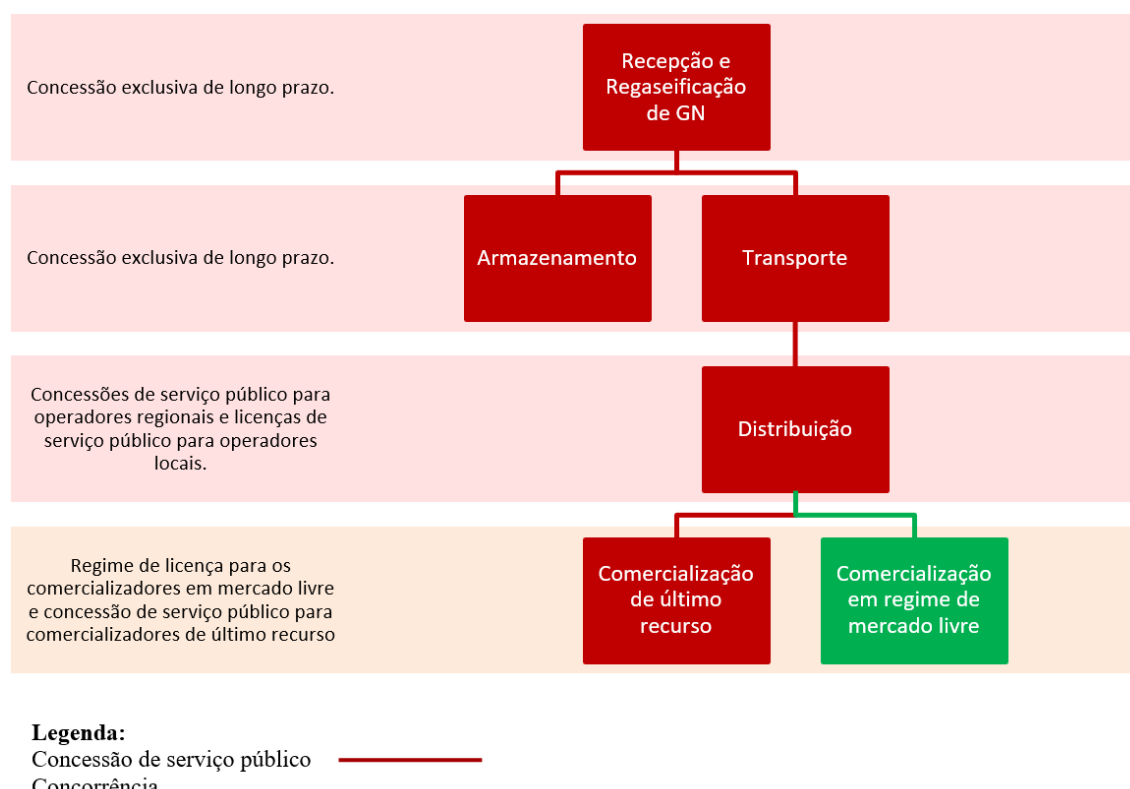 Concessão exclusiva de longo prazo.
Recepção e
Regaseificação
de GN
Concessão exclusiva de longo prazo.
Armazenamento
Transporte
Concessões de serviço público para
operadores regionais e licenças de
serviço público para operadores
locais.
Distribuição
Regime de licença para os
comercializadores em mercado livre
e concessão de serviço público para
comercializadores de último recurso
Comercialização
de último
recurso
Comercialização
em regime de
mercado livre
Legenda:
Concessão de serviço público
Concorrência